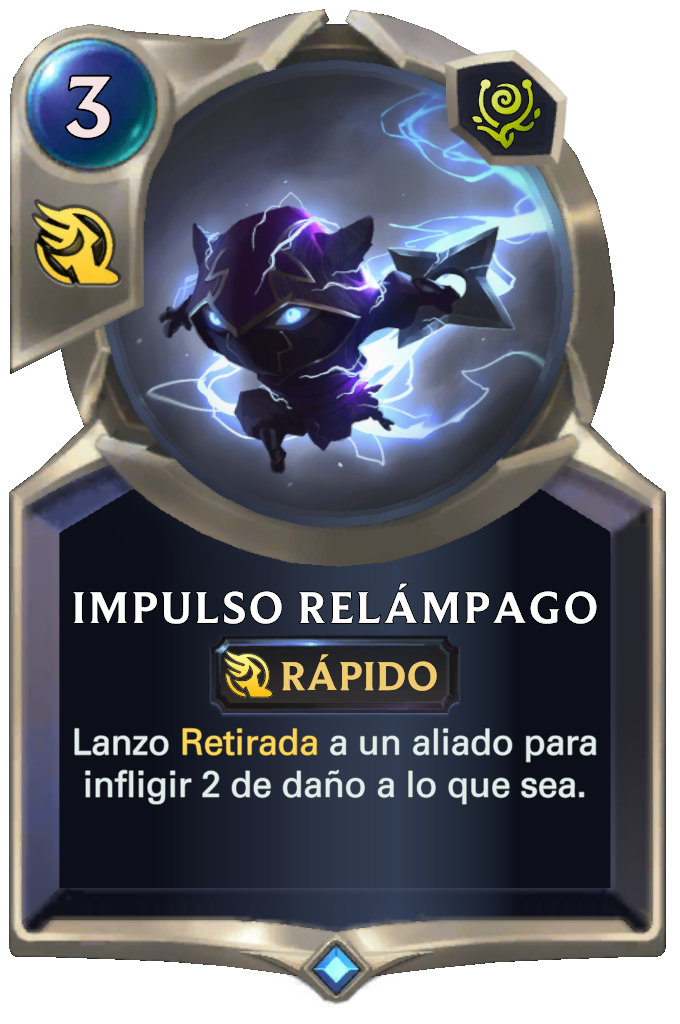 3
IMPULSO RELÁMPAGO
RÁPIDO
Lanzo Retirada a un aliado para
infligir 2 de daño a lo que sea.